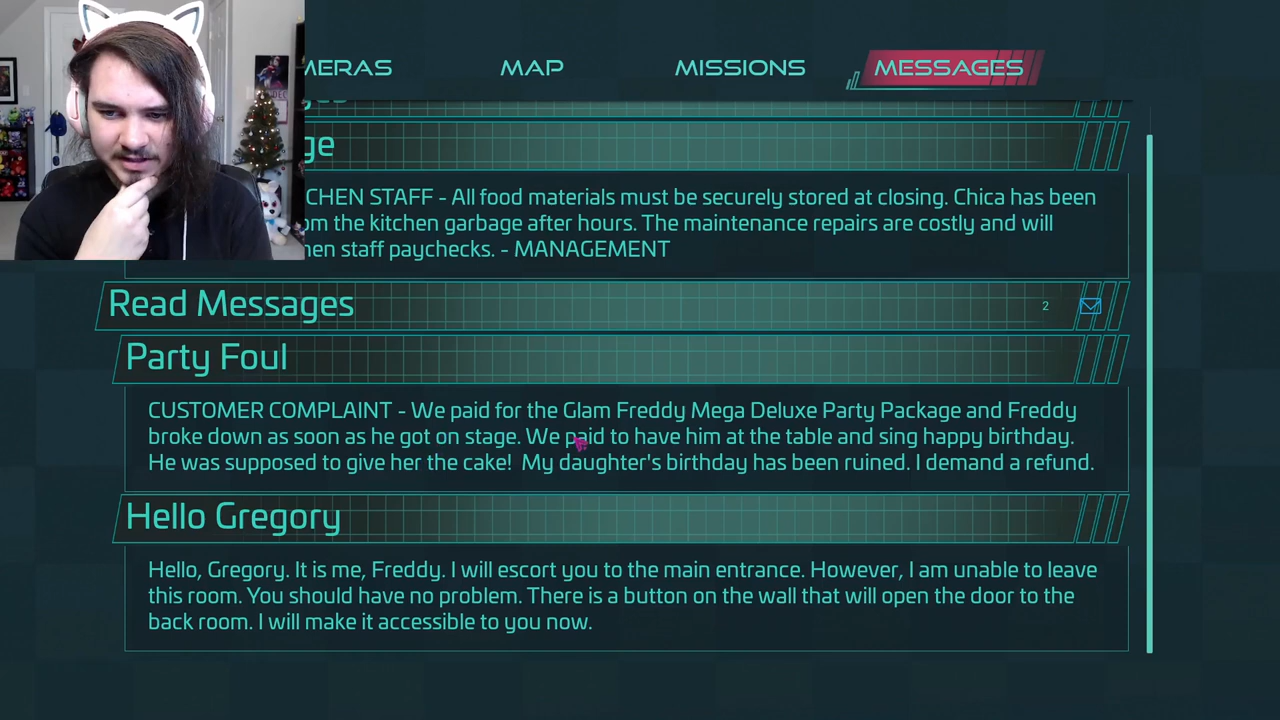 MERAS MAP MISSIONS MESSAGES
ge
CHEN STAFF - All food materials must be securely stored at closing. Chica has been
om the kitchen garbage after hours. The maintenance repairs are costly and will
hen staff paychecks. - MANAGEMENT
Read Messages 2
Party Foul
CUSTOMER COMPLAINT - We paid for the Glam Freddy Mega Deluxe Party Package and Freddy
broke down as soon as he got on stage. We paid to have him at the table and sing happy birthday.
He was supposed to give her the cake!  My daughter's birthday has been ruined. I demand a refund.
Hello Gregory
Hello, Gregory. It is me, Freddy. I will escort you to the main entrance. However, I am unable to leave
this room. You should have no problem. There is a button on the wall that will open the door to the
back room. I will make it accessible to you now.